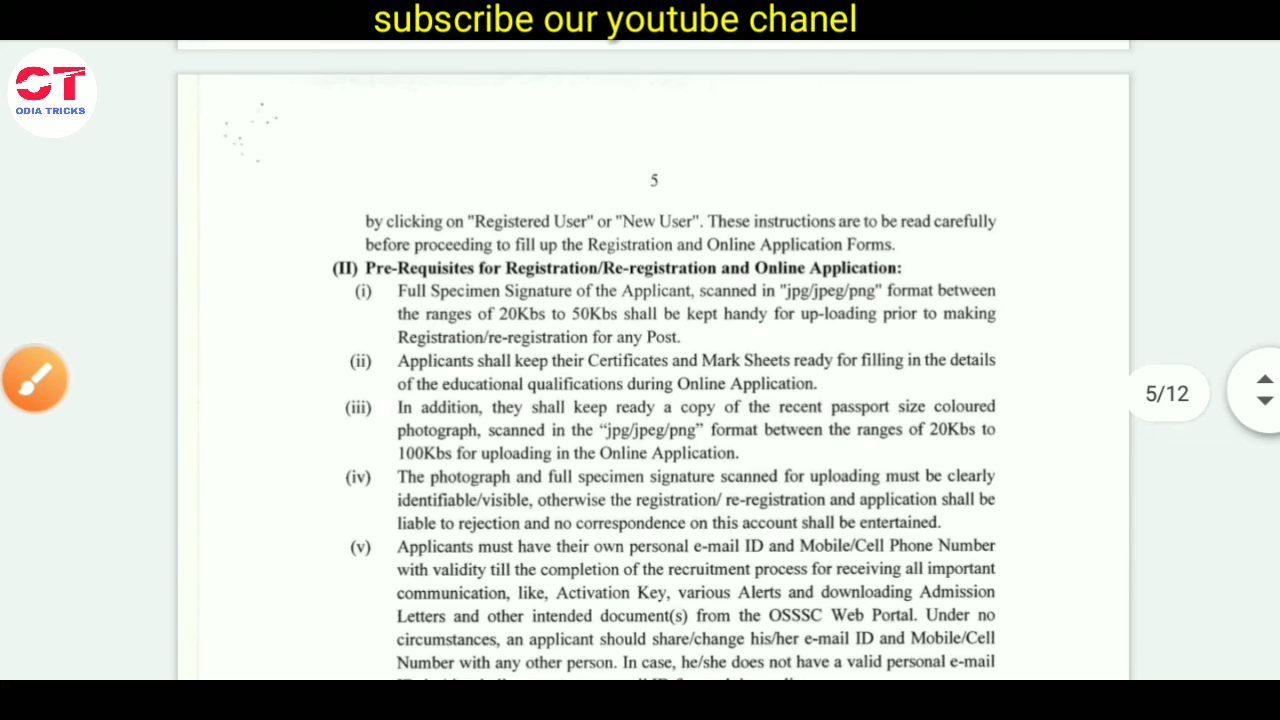 subscribe our youtube chanel
OT
ODIA TRICKS
5
by clicking on "Registered User" or "New User". These instructions are to be read carefully
before proceeding to fill up the Registration and Online Application Forms.
(II) Pre-Requisites for Registration/Re-registration and Online Application:
(i) Full Specimen Signature of the Applicant, scanned in "jpg/jpeg/png" format between
the ranges of 20Kbs to 50Kbs shall be kept handy for up-loading prior to making
Registration/re-registration for any Post.
(ii) Applicants shall keep their Certificates and Mark Sheets ready for filling in the details
of the educational qualifications during Online Application.
(iii) In addition, they shall keep ready a copy of the recent passport size coloured
photograph, scanned in the “jpg/jpeg/png” format between the ranges of 20Kbs to
100Kbs for uploading in the Online Application.
(iv) The photograph and full specimen signature scanned for uploading must be clearly
identifiable/visible, otherwise the registration/ re-registration and application shall be
liable to rejection and no correspondence on this account shall be entertained.
(v) Applicants must have their own personal e-mail ID and Mobile/Cell Phone Number
with validity till the completion of the recruitment process for receiving all important
communication, like, Activation Key, various Alerts and downloading Admission
Letters and other intended document(s) from the OSSSC Web Portal. Under no
circumstances, an applicant should share/change his/her e-mail ID and Mobile/Cell
Number with any other person. In case, he/she does not have a valid personal e-mail
5/12